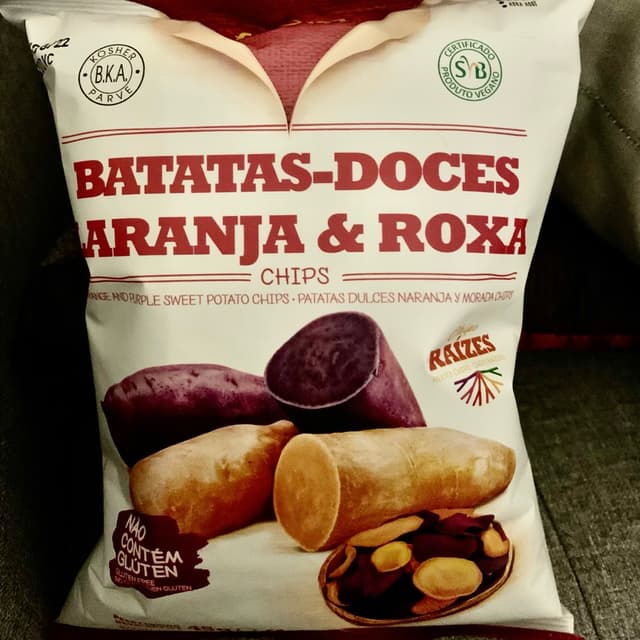 KOSHER
B.K.A.
PARVE
CERTIFICADO
SVB
PRODUTO VEGANO
BATATAS-DOCES
LARANJA & ROXA
CHIPS
ORANGE AND PURPLE SWEET POTATO CHIPS • PATATAS DULCES NARANJA Y MORADA CHIPS
RAÍZES
NÃO
CONTÉM
GLÚTEN
GLUTEN FREE
GLUTEN